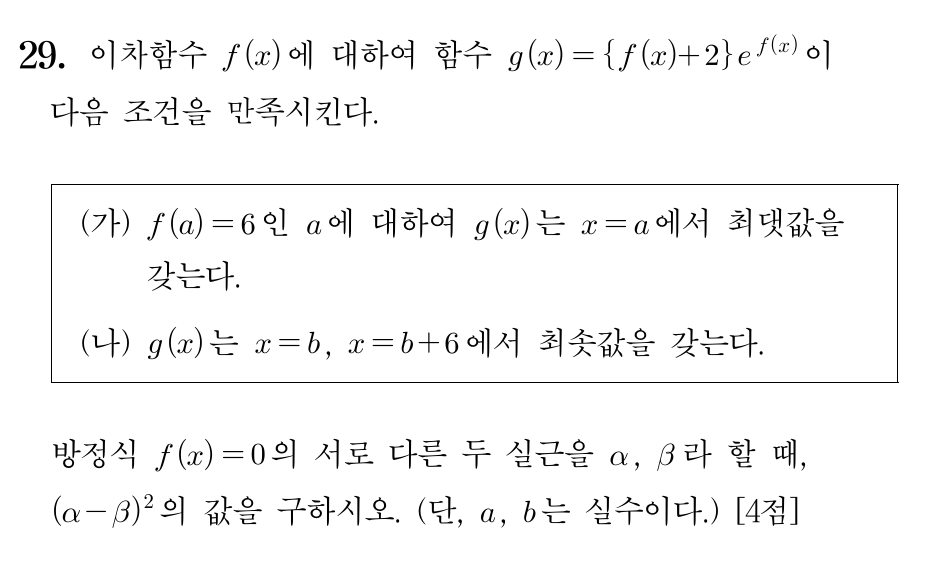 29. 이차함수 f(x)에 대하여 함수 g(x)={f(x)+2}e^{f(x)}이
다음 조건을 만족시킨다.
(가) f(a)=6인 a에 대하여 g(x)는 x=a에서 최댓값을
갖는다.
(나) g(x)는 x=b, x=b+6에서 최솟값을 갖는다.
방정식 f(x)=0의 서로 다른 두 실근을 α, β라 할 때,
(α-β)²의 값을 구하시오. (단, a, b는 실수이다.) [4점]